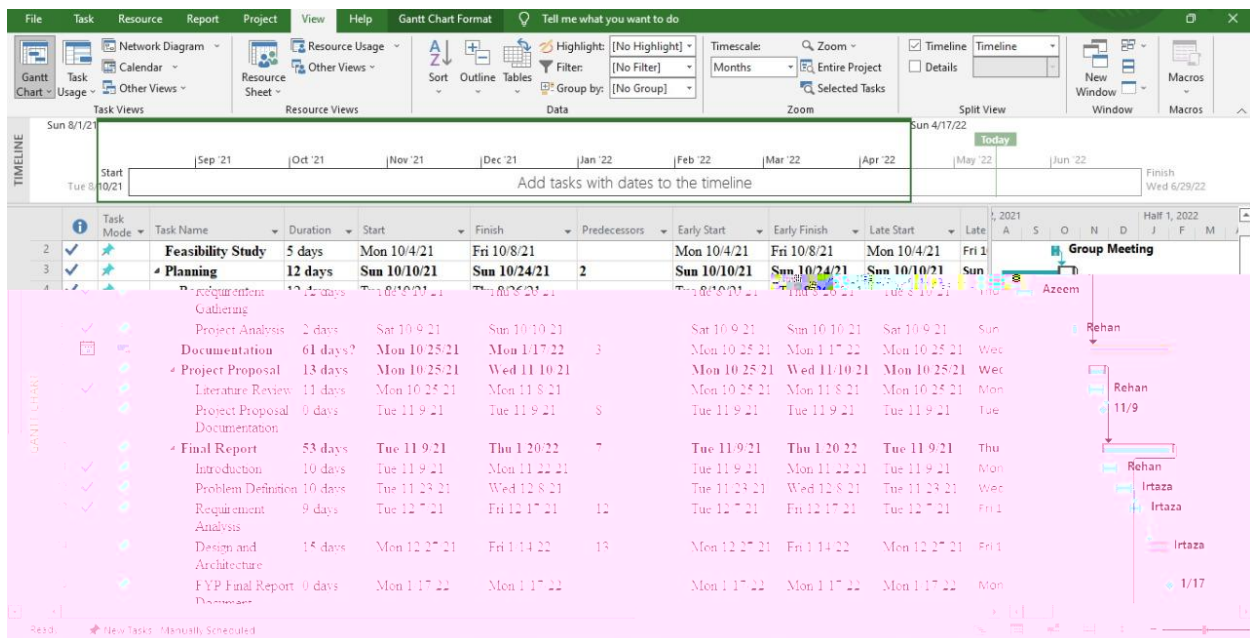 File Task Resource Report Project View Help Gantt Chart Format Tell me what you want to do
Network Diagram Resource Usage Highlight: [No Highlight] Timescale: Zoom Timeline Timeline
Calendar Other Views Filter: [No Filter] Months Entire Project Details
Gantt Chart Task Usage Other Views Resource Sheet Sort Outline Tables Group by: [No Group] Selected Tasks New Window Macros
Task Views Resource Views Data Zoom Split View Window Macros
TIMELINE
Sun 8/1/21 Sun 4/17/22
Today
Sep '21 Oct '21 Nov '21 Dec '21 Jan '22 Feb '22 Mar '22 Apr '22 May '22 Jun '22
Start Finish
Tue 8/10/21 Add tasks with dates to the timeline Wed 6/29/22
Task Mode Task Name Duration Start Finish Predecessors Early Start Early Finish Late Start Late , 2021 Half 1, 2022
A S O N D J F M
2 Feasibility Study 5 days Mon 10/4/21 Fri 10/8/21 Mon 10/4/21 Fri 10/8/21 Mon 10/4/21 Fri 1 Group Meeting
3 Planning 12 days Sun 10/10/21 Sun 10/24/21 2 Sun 10/10/21 Sun 10/24/21 Sun 10/10/21 Sun
Gathering Azeem
Project Analysis 2 days Sat 10 9 21 Sun 10 10 21 Sat 10 9 21 Sun 10 10 21 Sat 10 9 21 Sun Rehan
Documentation 61 days? Mon 10/25/21 Mon 1/17/22 3 Mon 10 25 21 Mon 1 17 22 Mon 10 25 21 Wed
Project Proposal 13 days Mon 10/25/21 Wed 11 10 21 Mon 10 25/21 Wed 11/10 21 Mon 10 25/21 Wed
Literature Review 11 days Mon 10 25 21 Mon 11 8 21 Mon 10 25 21 Mon 11 8 21 Mon 10 25 21 Mon Rehan
Project Proposal 0 days Tue 11 9 21 Tue 11 9 21 8 Tue 11 9 21 Tue 11 9 21 Tue 11 9 21 Tue 11/9
Documentation
Final Report 53 days Tue 11 9/21 Thu 1 20/22 7 Tue 11/9/21 Thu 1 20 22 Tue 11 9/21 Thu
Introduction 10 days Tue 11 9 21 Mon 11 22 21 Tue 11 9 21 Mon 11 22 21 Tue 11 9 21 Mon Rehan
Problem Definition 10 days Tue 11 23 21 Wed 12 8 21 Tue 11 23 21 Wed 12 8 21 Tue 11 23 21 Wed Irtaza
Requirement 9 days Tue 12 7 21 Fri 12 17 21 12 Tue 12 7 21 Fri 12 17 21 Tue 12 7 21 Fri 1 Irtaza
Analysis
Design and 15 days Mon 12 27 21 Fri 1 14 22 13 Mon 12 27 21 Fri 1 14 22 Mon 12 27 21 Fri 1 Irtaza
Architecture
FYP Final Report 0 days Mon 1 17 22 Mon 1 17 22 Mon 1 17 22 Mon 1 17 22 Mon 1 17 22 Mon 1/17
GANTT CHART
New Tasks Manually Scheduled